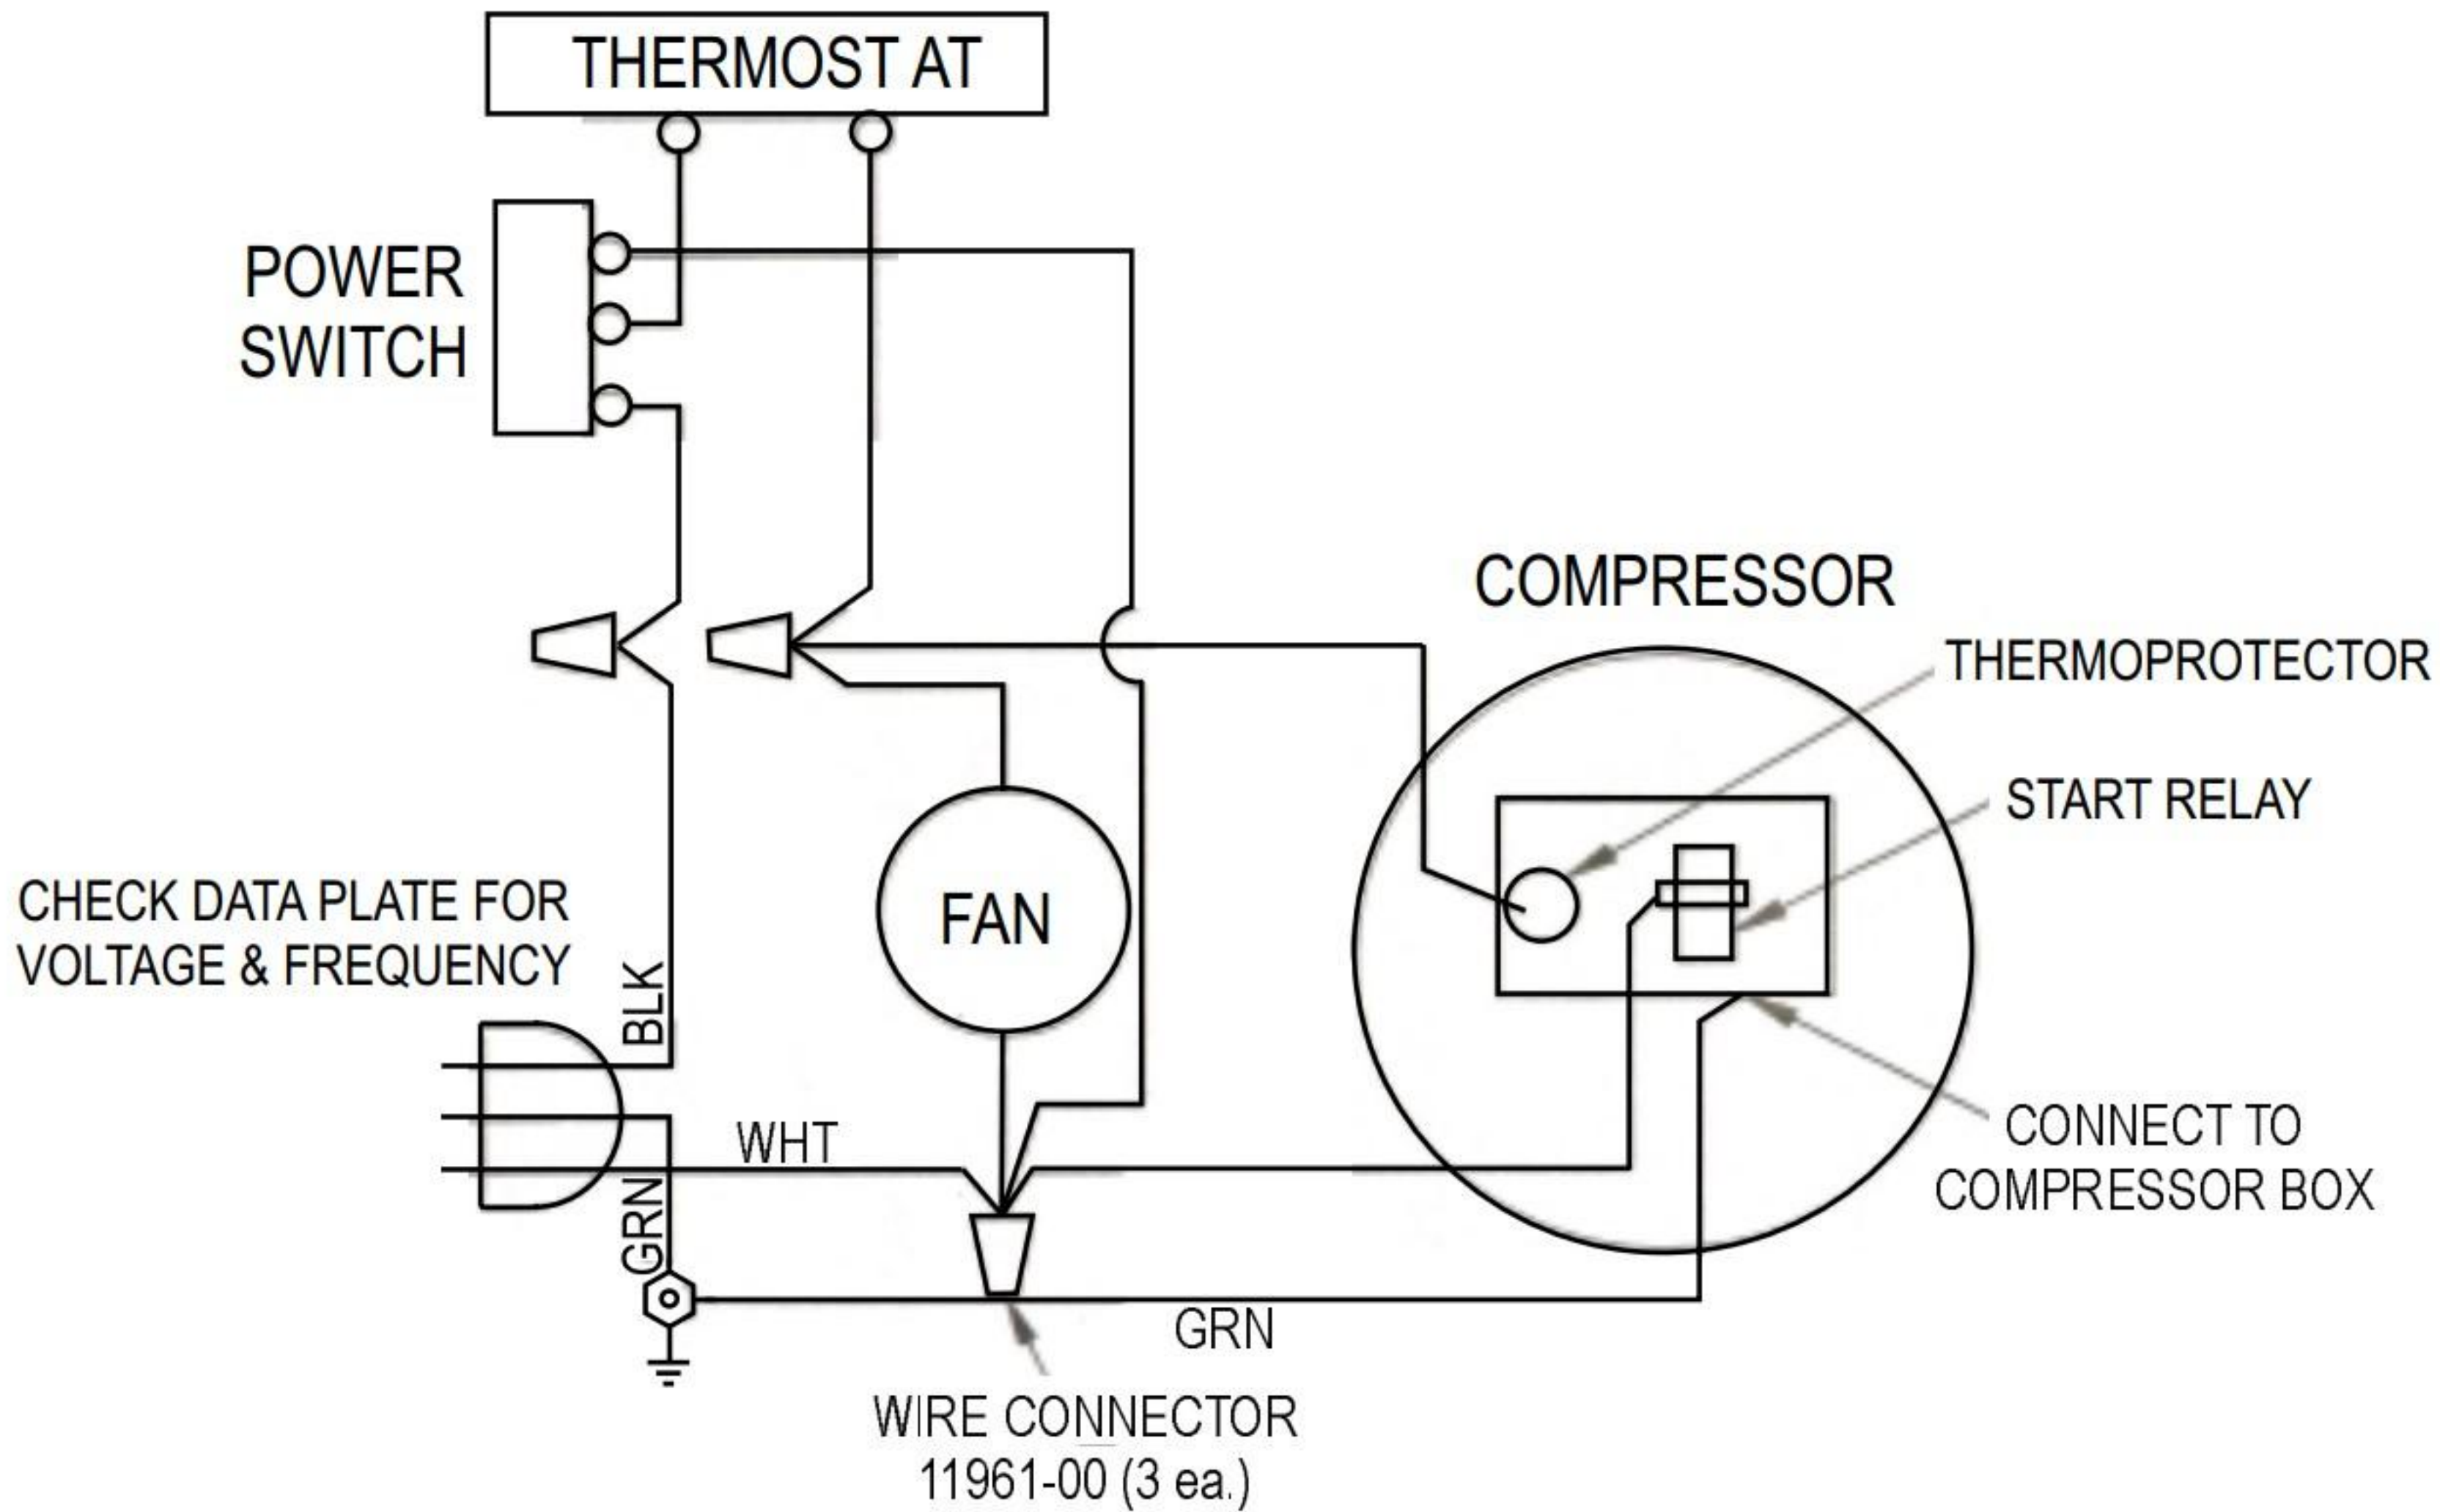 THERMOST AT
POWER
SWITCH
COMPRESSOR
THERMOPROTECTOR
START RELAY
CHECK DATA PLATE FOR
VOLTAGE & FREQUENCY
FAN
BLK
WHT
GRN
CONNECT TO
COMPRESSOR BOX
GRN
WIRE CONNECTOR
11961-00 (3 ea.)